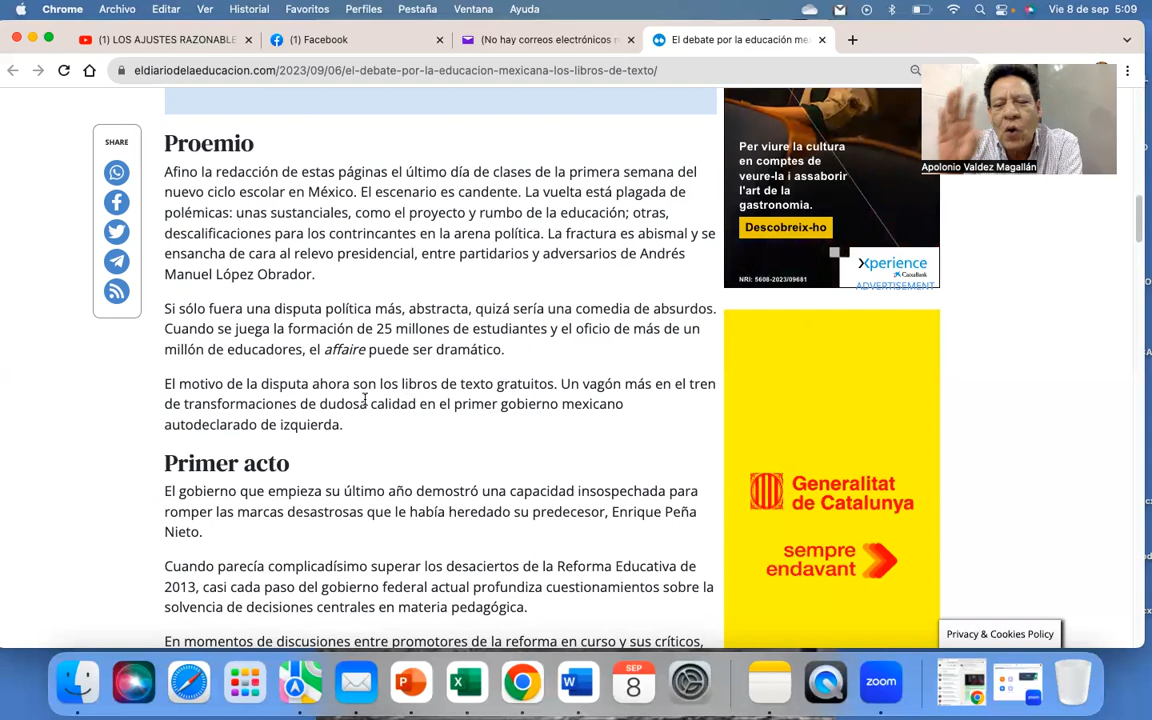 Chrome Archivo Editar Ver Historial Favoritos Perfiles Pestaña Ventana Ayuda Vie 8 de sep 5:09
(1) LOS AJUSTES RAZONABLE
(1) Facebook
(No hay correos electrónicos
El debate por la educación me
eldiariodelaeducacion.com/2023/09/06/el-debate-por-la-educacion-mexicana-los-libros-de-texto/
Apolonio Valdez Magallán
SHARE
Proemio
Afino la redacción de estas páginas el último día de clases de la primera semana del
nuevo ciclo escolar en México. El escenario es candente. La vuelta está plagada de
polémicas: unas sustanciales, como el proyecto y rumbo de la educación; otras,
descalificaciones para los contrincantes en la arena política. La fractura es abismal y se
ensancha de cara al relevo presidencial, entre partidarios y adversarios de Andrés
Manuel López Obrador.
Si sólo fuera una disputa política más, abstracta, quizá sería una comedia de absurdos.
Cuando se juega la formación de 25 millones de estudiantes y el oficio de más de un
millón de educadores, el affaire puede ser dramático.
El motivo de la disputa ahora son los libros de texto gratuitos. Un vagón más en el tren
de transformaciones de dudosa calidad en el primer gobierno mexicano
autodeclarado de izquierda.
Primer acto
El gobierno que empieza su último año demostró una capacidad insospechada para
romper las marcas desastrosas que le había heredado su predecesor, Enrique Peña
Nieto.
Cuando parecía complicadísimo superar los desaciertos de la Reforma Educativa de
2013, casi cada paso del gobierno federal actual profundiza cuestionamientos sobre la
solvencia de decisiones centrales en materia pedagógica.
En momentos de discusiones entre promotores de la reforma en curso y sus críticos,
Per viure la cultura
en comptes de
veure-la i assaborir
l'art de la
gastronomia.
Descobreix-ho
Xperience
CaixaBank
NRI: 5608-2023/09681
ADVERTISEMENT
Generalitat
de Catalunya
sempre
endavant
Privacy & Cookies Policy
SEP
8
zoom